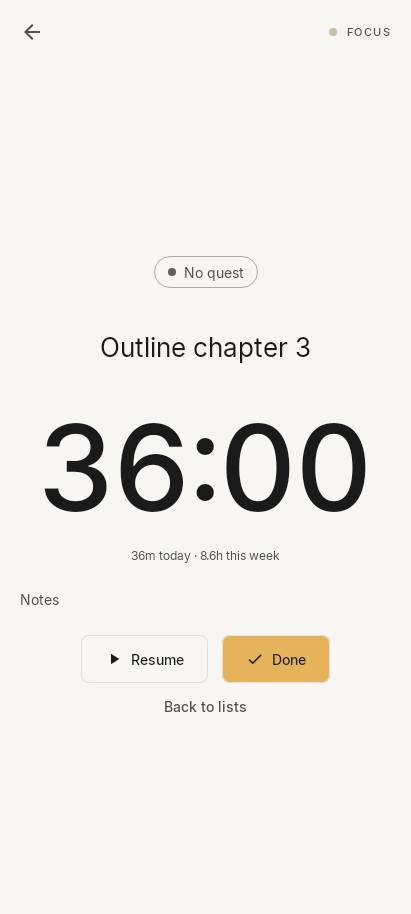 FOCUS
No quest
Outline chapter 3
36:00
36m today · 8.6h this week
Notes
Resume
Done
Back to lists